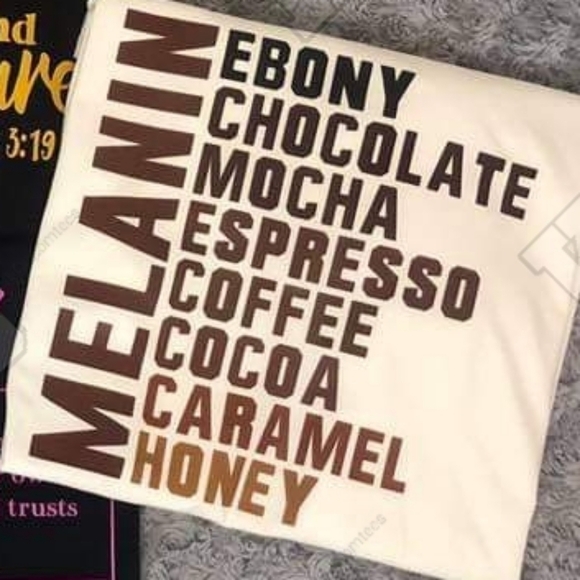 MELANIN
EBONY
CHOCOLATE
MOCHA
ESPRESSO
COFFEE
COCOA
CARAMEL
HONEY
3:19
trusts